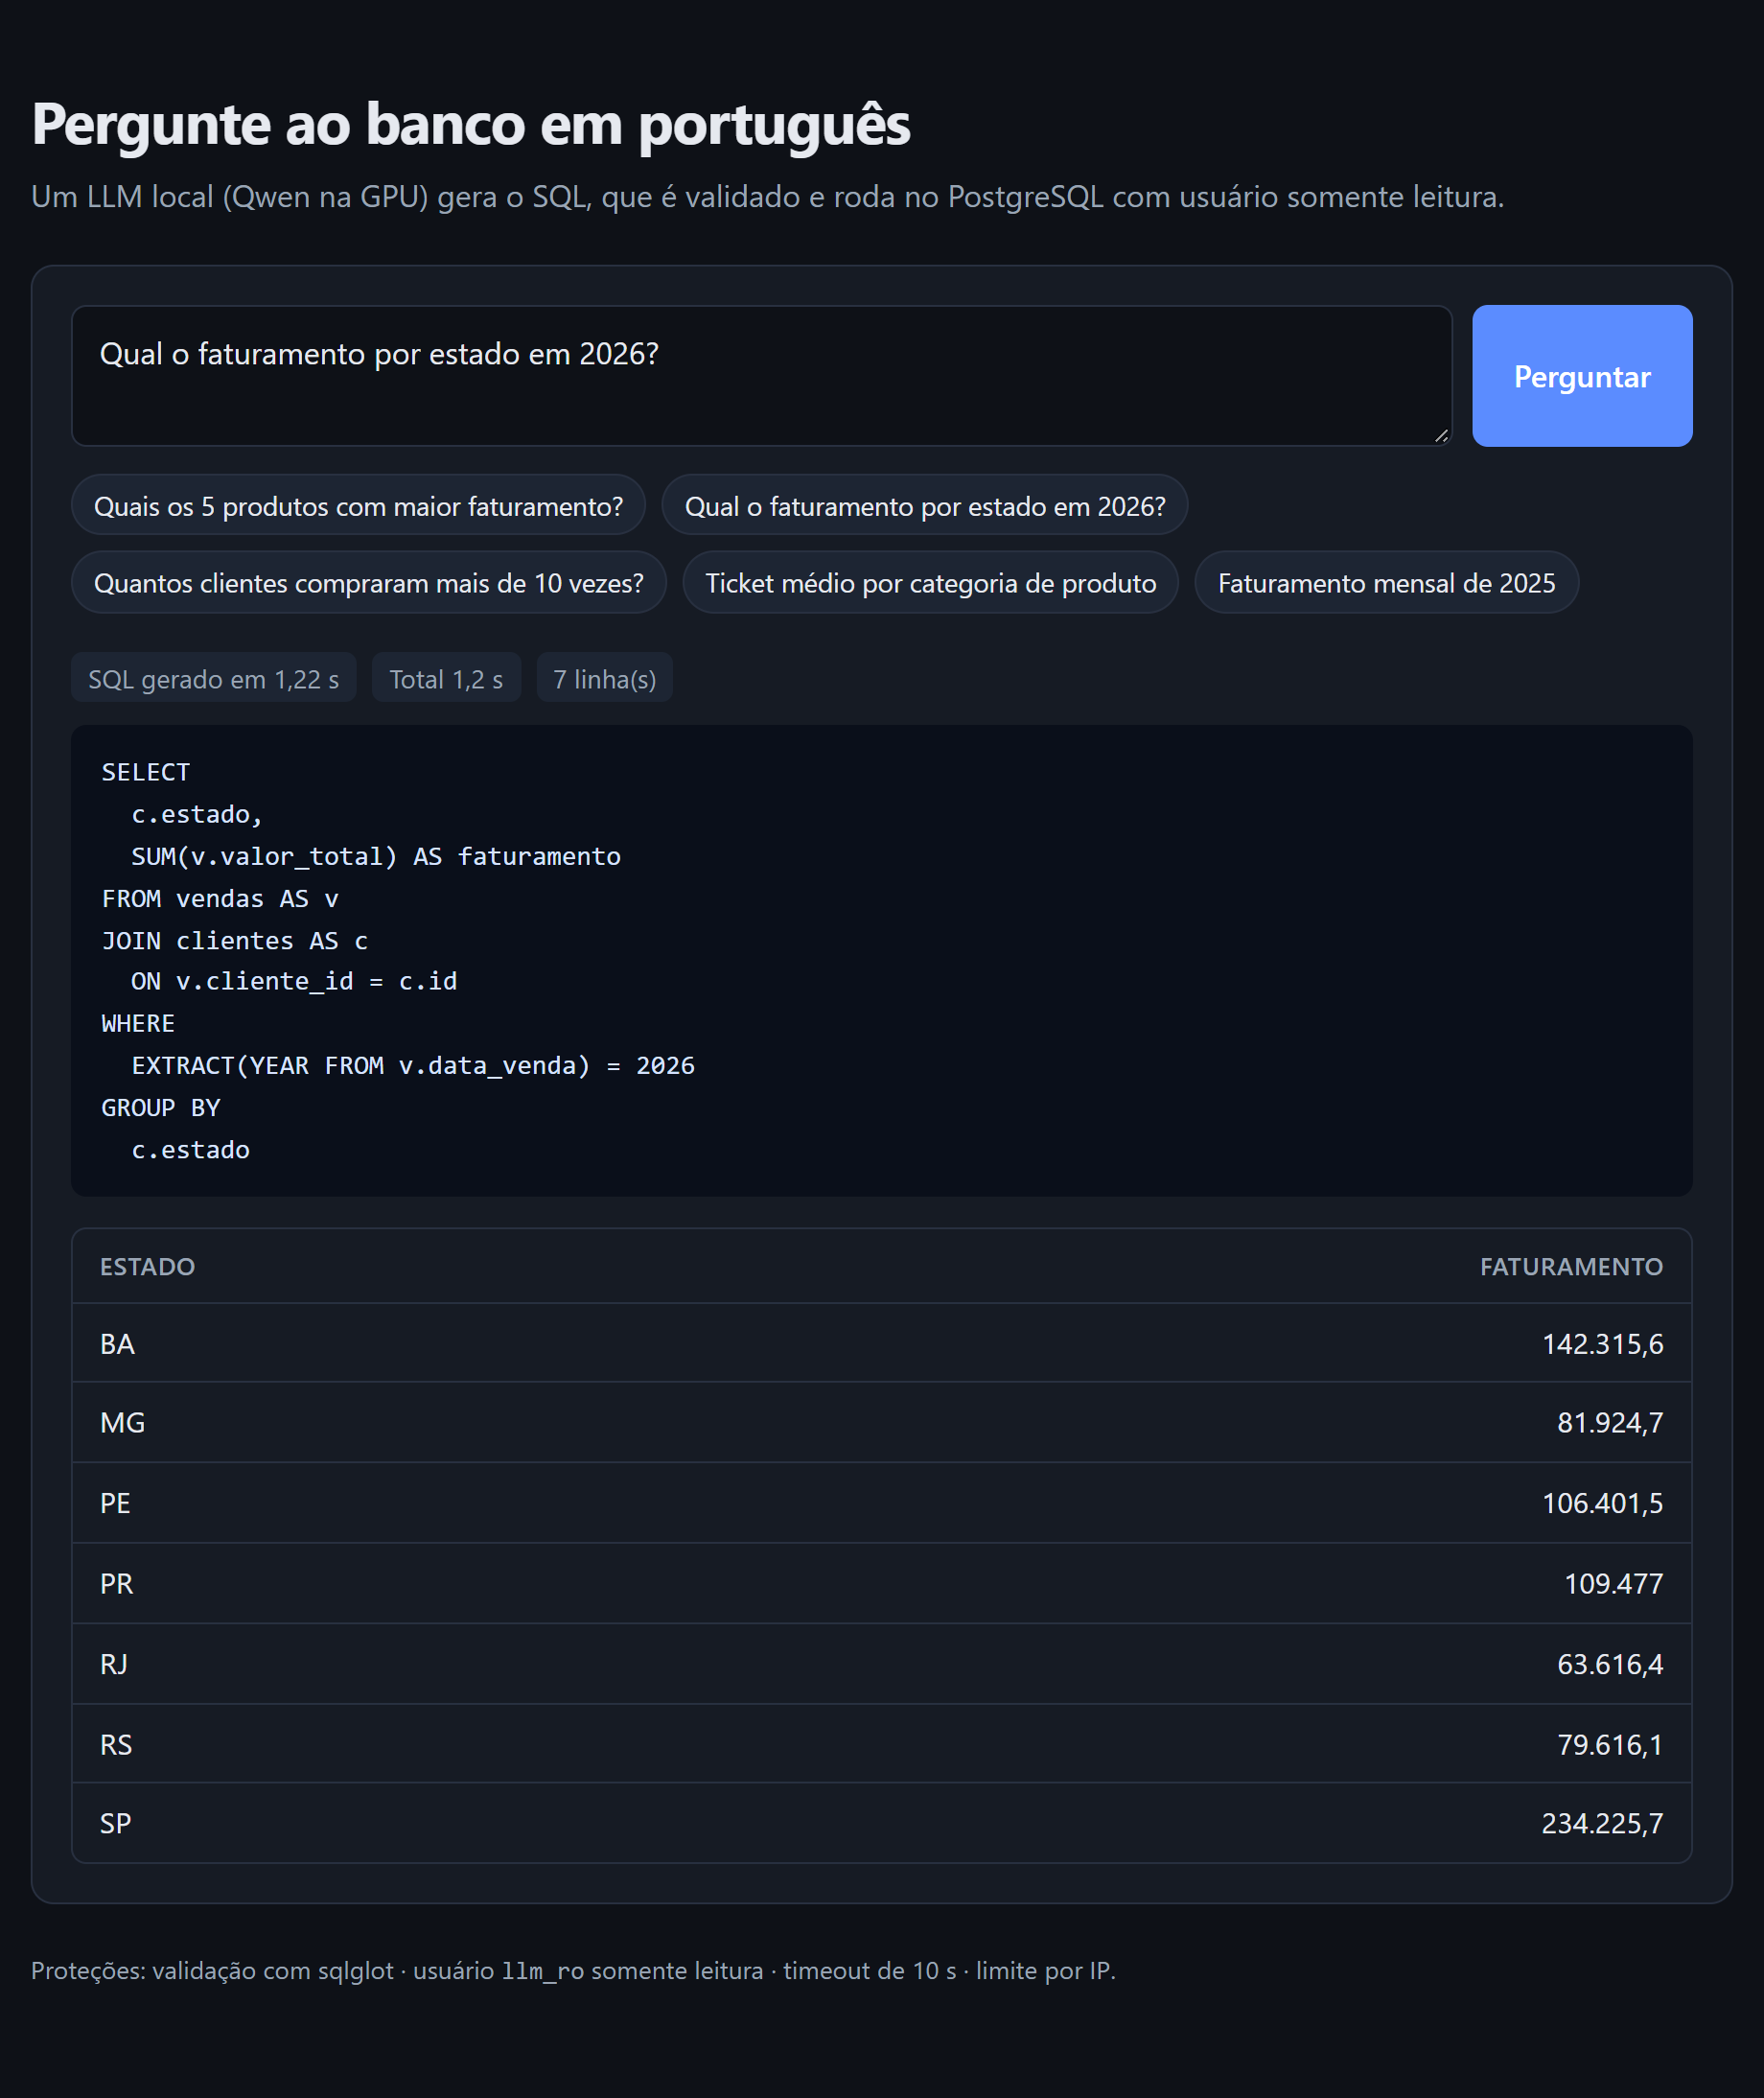 Pergunte ao banco em português
Um LLM local (Qwen na GPU) gera o SQL, que é validado e roda no PostgreSQL com usuário somente leitura.
Qual o faturamento por estado em 2026?
Perguntar
Quais os 5 produtos com maior faturamento?
Qual o faturamento por estado em 2026?
Quantos clientes compraram mais de 10 vezes?
Ticket médio por categoria de produto
Faturamento mensal de 2025
SQL gerado em 1,22 s
Total 1,2 s
7 linha(s)
SELECT
  c.estado,
  SUM(v.valor_total) AS faturamento
FROM vendas AS v
JOIN clientes AS c
  ON v.cliente_id = c.id
WHERE
  EXTRACT(YEAR FROM v.data_venda) = 2026
GROUP BY
  c.estado
ESTADO FATURAMENTO
BA 142.315,6
MG 81.924,7
PE 106.401,5
PR 109.477
RJ 63.616,4
RS 79.616,1
SP 234.225,7
Proteções: validação com sqlglot · usuário llm_ro somente leitura · timeout de 10 s · limite por IP.